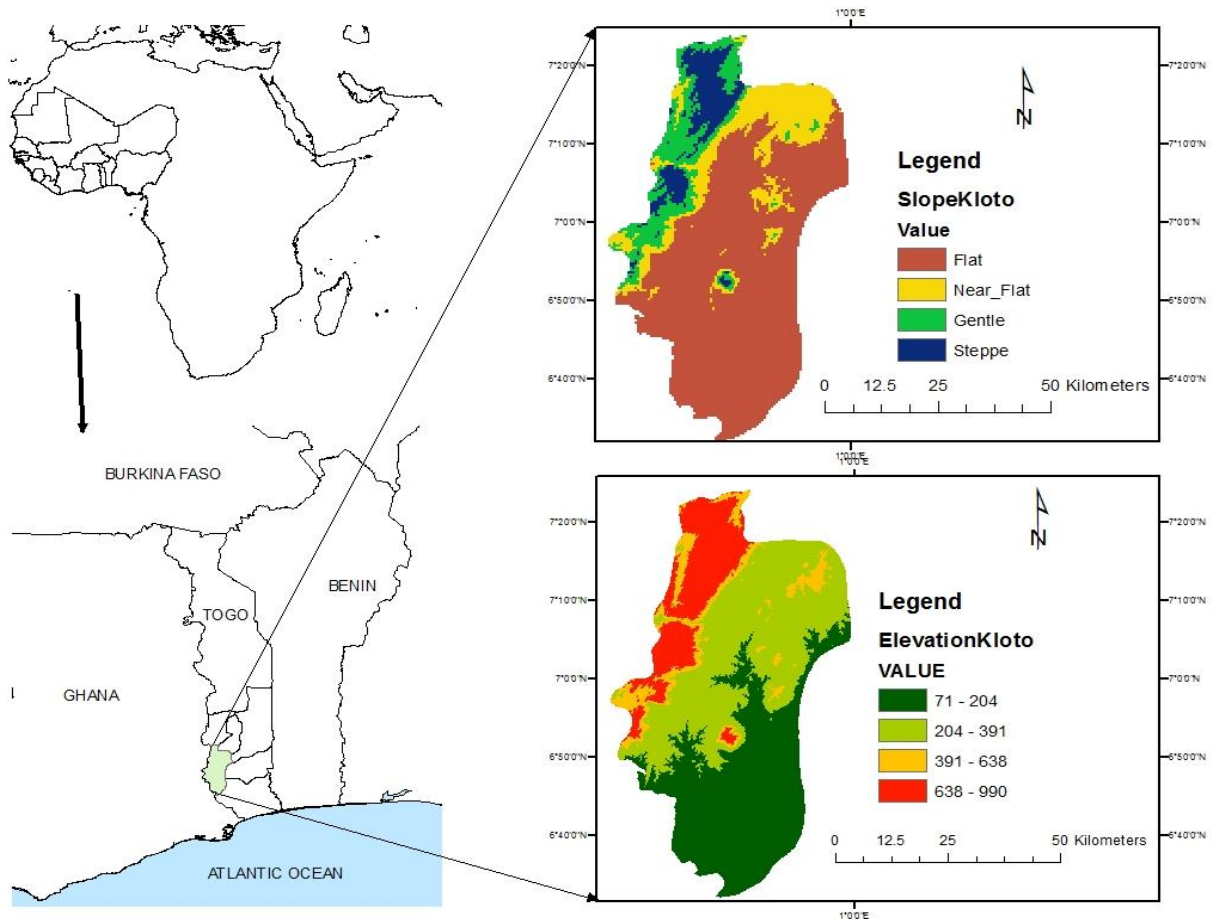 BURKINA FASO
BENIN
TOGO
GHANA
ATLANTIC OCEAN
1°0'0"E
7°20'0"N
7°10'0"N
7°0'0"N
6°50'0"N
6°40'0"N
7°20'0"N
7°10'0"N
7°0'0"N
6°50'0"N
6°40'0"N
N
Legend
SlopeKloto
Value
Flat
Near_Flat
Gentle
Steppe
0 12.5 25 50 Kilometers
1°0'0"E
1°0'0"E
7°20'0"N
7°10'0"N
7°0'0"N
6°50'0"N
6°40'0"N
7°20'0"N
7°10'0"N
7°0'0"N
6°50'0"N
6°40'0"N
N
Legend
ElevationKloto
VALUE
71 - 204
204 - 391
391 - 638
638 - 990
0 12.5 25 50 Kilometers
1°0'0"E